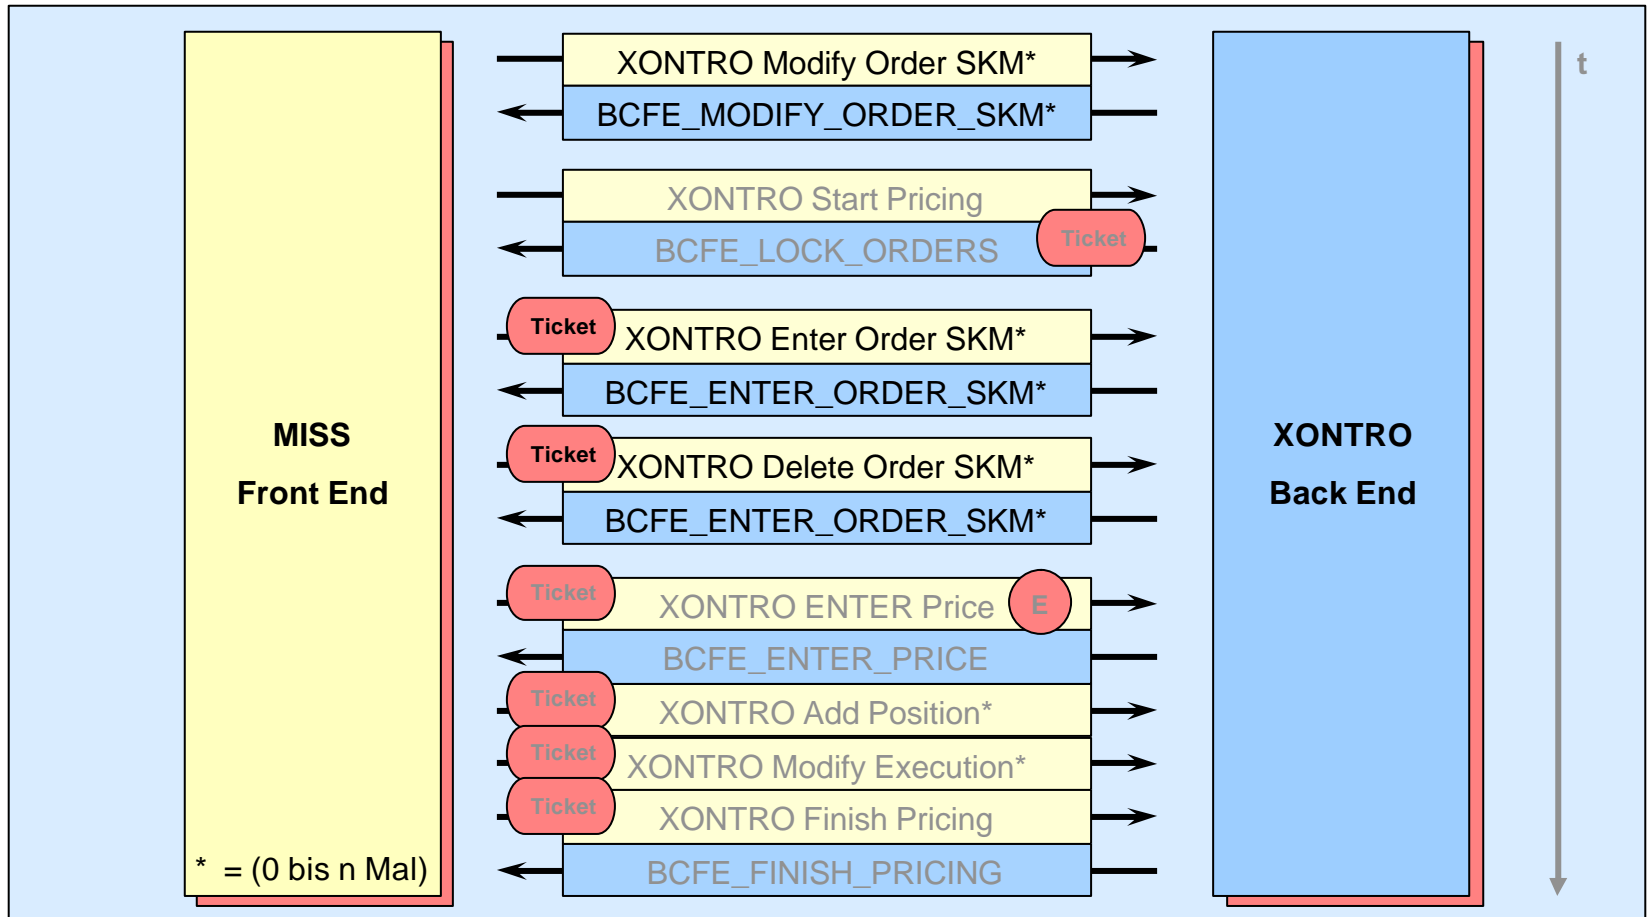 XONTRO Modify Order SKM*
t
BCFE_MODIFY_ORDER_SKM*
XONTRO Start Pricing
BCFE_LOCK_ORDERS
Ticket
Ticket
XONTRO Enter Order SKM*
BCFE_ENTER_ORDER_SKM*
MISS
Front End
XONTRO
Back End
Ticket
XONTRO Delete Order SKM*
BCFE_ENTER_ORDER_SKM*
Ticket
XONTRO ENTER Price
E
BCFE_ENTER_PRICE
Ticket
XONTRO Add Position*
Ticket
XONTRO Modify Execution*
Ticket
XONTRO Finish Pricing
BCFE_FINISH_PRICING
* = (0 bis n Mal)